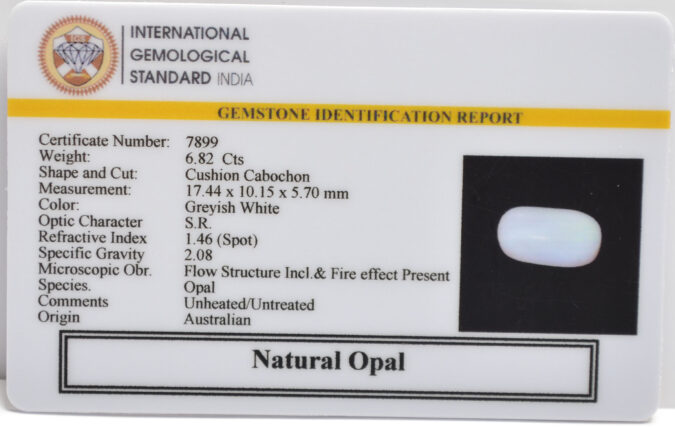 IGS
INTERNATIONAL
GEMOLOGICAL
STANDARD INDIA
GEMSTONE IDENTIFICATION REPORT
Certificate Number: 7899
Weight: 6.82 Cts
Shape and Cut: Cushion Cabochon
Measurement: 17.44 x 10.15 x 5.70 mm
Color: Greyish White
Optic Character S.R.
Refractive Index 1.46 (Spot)
Specific Gravity 2.08
Microscopic Obr. Flow Structure Incl.& Fire effect Present
Species. Opal
Comments Unheated/Untreated
Origin Australian
Natural Opal